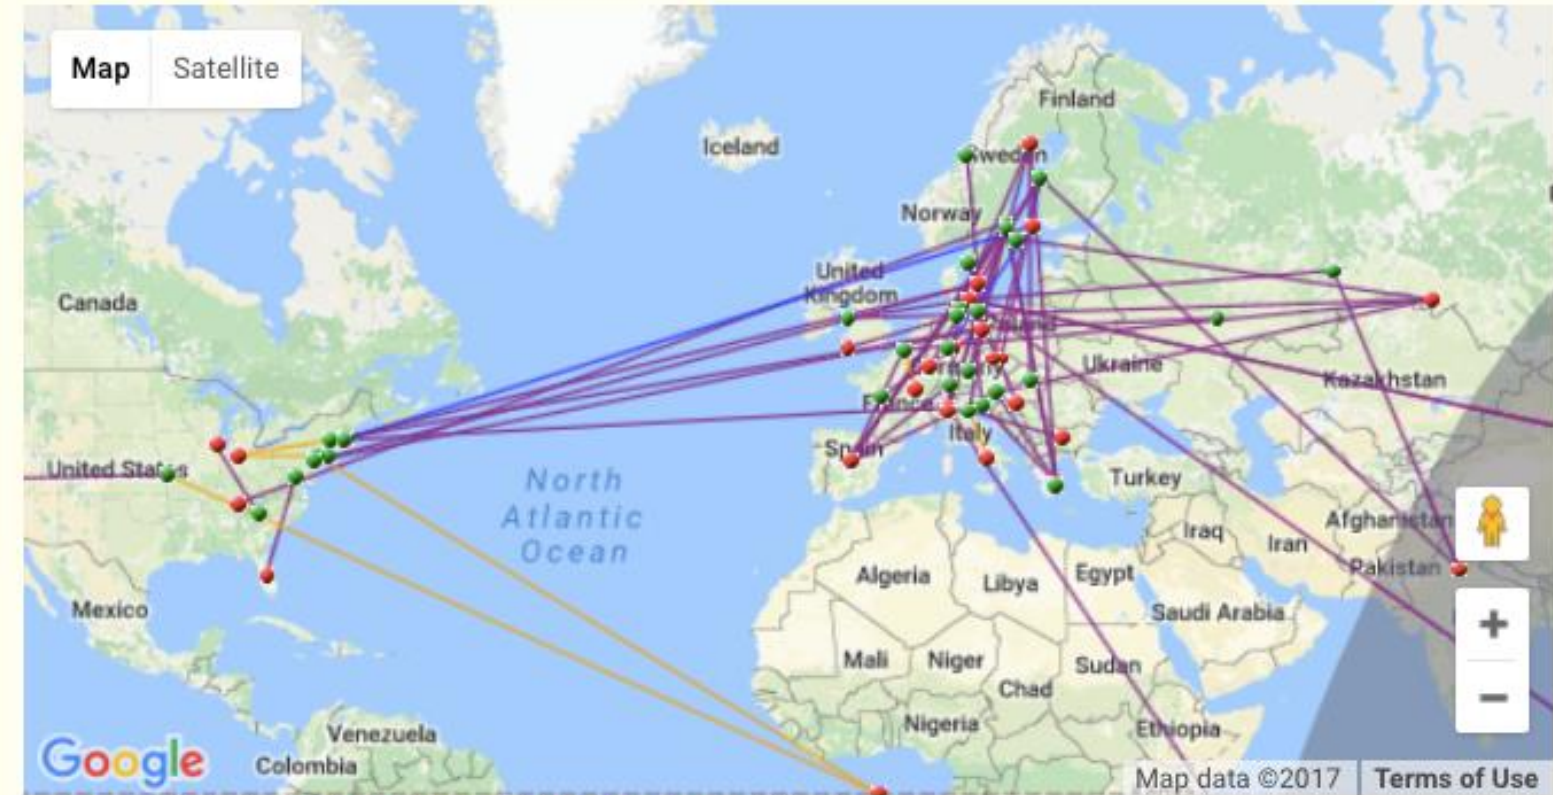 Map Satellite
Finland
Iceland
Sweden
Norway
United
Kingdom
Canada
Poland
Germany
Ukraine
Kazakhstan
France
Italy
Spain
United States
North
Atlantic
Ocean
Turkey
Afghanistan
Iraq
Iran
Pakistan
Algeria
Libya
Egypt
Mexico
Saudi Arabia
Mali
Niger
Sudan
Chad
Nigeria
Ethiopia
Venezuela
Google
Colombia
Map data ©2017 Terms of Use